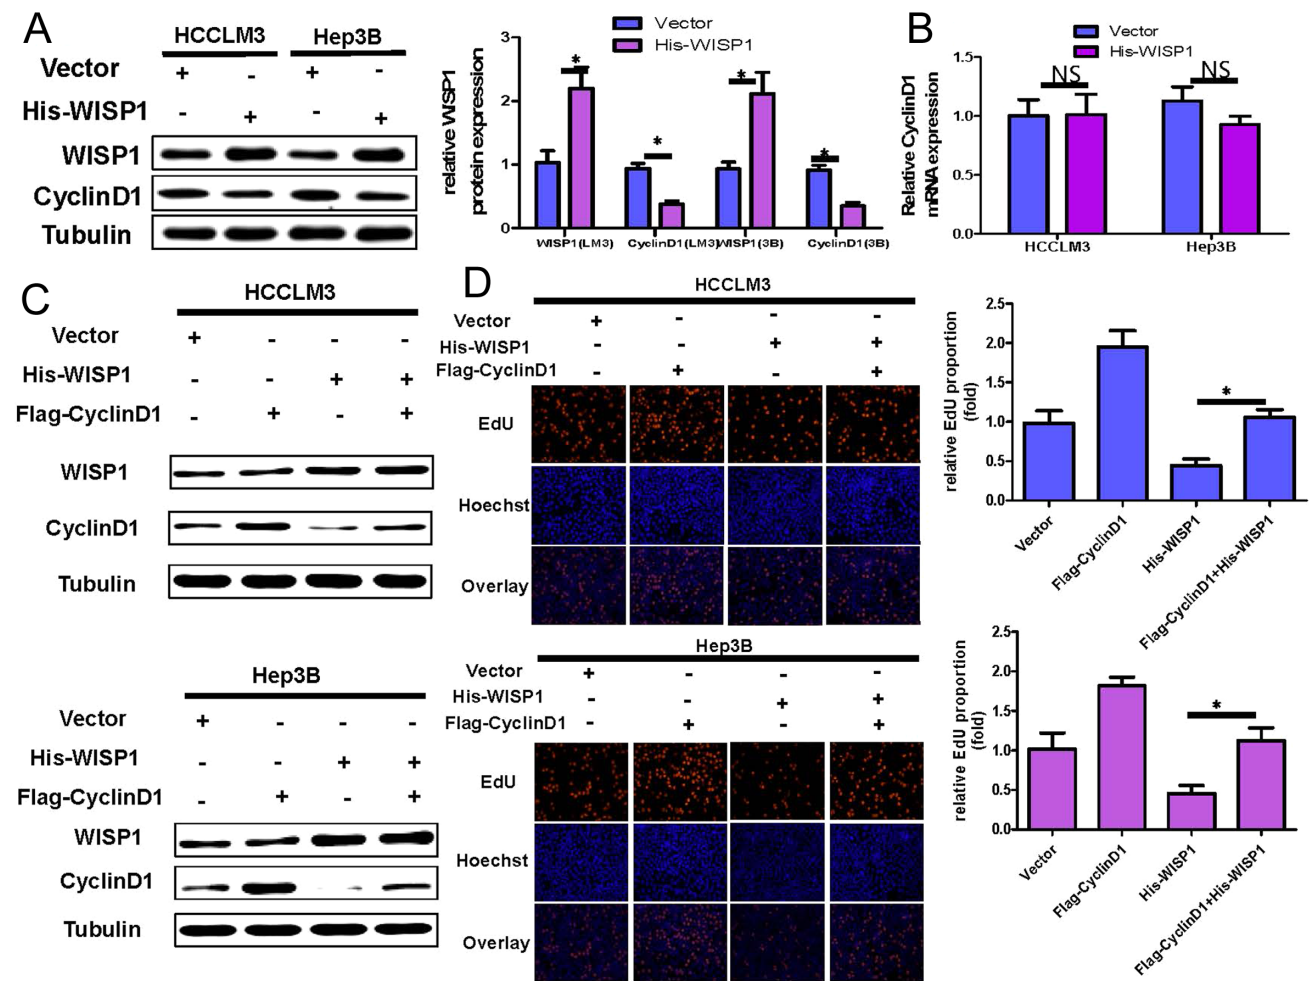 A
HCCLM3 Hep3B
Vector + - + -
His-WISP1 - + - +
WISP1
CyclinD1
Tubulin
Vector
His-WISP1
relative WISP1
protein expression
3
2
1
0
* * * *
WISP1(LM3) CyclinD1(LM3) WISP1(3B) CyclinD1(3B)
B
Vector
His-WISP1
Relative CyclinD1
mRNA expression
1.5
1.0
0.5
0.0
NS NS
HCCLM3 Hep3B
C
HCCLM3
Vector + - - -
His-WISP1 - - + +
Flag-CyclinD1 - + - +
WISP1
CyclinD1
Tubulin
Hep3B
Vector + - - -
His-WISP1 - - + +
Flag-CyclinD1 - + - +
WISP1
CyclinD1
Tubulin
D
HCCLM3
Vector + - - -
His-WISP1 - - + +
Flag-CyclinD1 - + - +
EdU
Hoechst
Overlay
relative EdU proportion
(fold)
2.5
2.0
1.5
1.0
0.5
0.0
*
Vector
Flag-CyclinD1
His-WISP1
Flag-CyclinD1+His-WISP1
Hep3B
Vector + - - -
His-WISP1 - - + +
Flag-CyclinD1 - + - +
EdU
Hoechst
Overlay
relative EdU proportion
(fold)
2.5
2.0
1.5
1.0
0.5
0.0
*
Vector
Flag-CyclinD1
His-WISP1
Flag-CyclinD1+His-WISP1